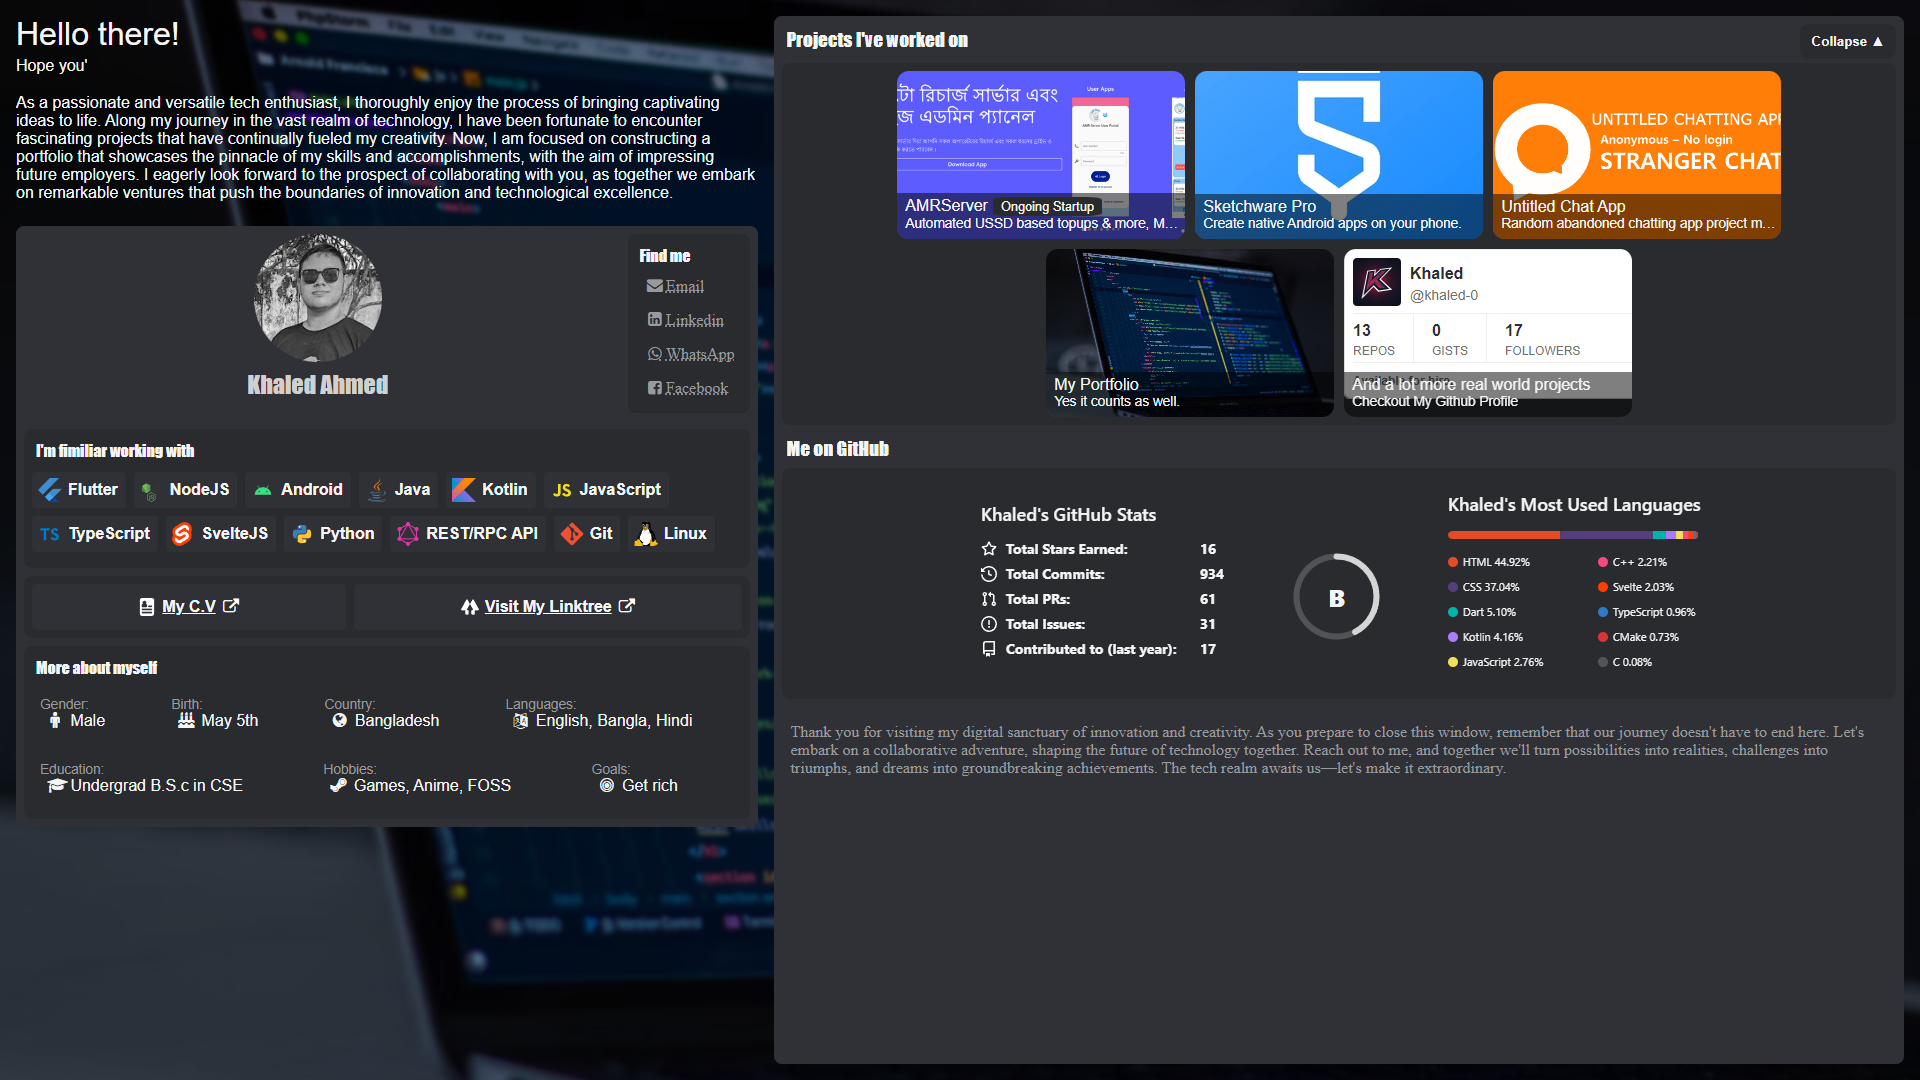 Hello there!
Hope you'
As a passionate and versatile tech enthusiast, I thoroughly enjoy the process of bringing captivating
ideas to life. Along my journey in the vast realm of technology, I have been fortunate to encounter
fascinating projects that have continually fueled my creativity. Now, I am focused on constructing a
portfolio that showcases the pinnacle of my skills and accomplishments, with the aim of impressing
future employers. I eagerly look forward to the prospect of collaborating with you, as together we embark
on remarkable ventures that push the boundaries of innovation and technological excellence.
Khaled Ahmed
Find me
Email
Linkedin
WhatsApp
Facebook
I'm fimiliar working with
Flutter
NodeJS
Android
Java
Kotlin
JS JavaScript
TS TypeScript
SvelteJS
Python
REST/RPC API
Git
Linux
My C.V
Visit My Linktree
More about myself
Gender:
Male
Birth:
May 5th
Country:
Bangladesh
Languages:
English, Bangla, Hindi
Education:
Undergrad B.S.c in CSE
Hobbies:
Games, Anime, FOSS
Goals:
Get rich
Projects I've worked on
Collapse ▲
টো রিচার্জ সার্ভার এবং
জ এডমিন প্যানেল
Download App
User Apps
AMRServer Ongoing Startup
Automated USSD based topups & more, M...
Sketchware Pro
Create native Android apps on your phone.
UNTITLED CHATTING APP
Anonymous – No login
STRANGER CHAT
Untitled Chat App
Random abandoned chatting app project m...
My Portfolio
Yes it counts as well.
Khaled
@khaled-0
13
REPOS
0
GISTS
17
FOLLOWERS
And a lot more real world projects
Checkout My Github Profile
Me on GitHub
Khaled's GitHub Stats
Total Stars Earned: 16
Total Commits: 934
Total PRs: 61
Total Issues: 31
Contributed to (last year): 17
B
Khaled's Most Used Languages
HTML 44.92%
CSS 37.04%
Dart 5.10%
Kotlin 4.16%
JavaScript 2.76%
C++ 2.21%
Svelte 2.03%
TypeScript 0.96%
CMake 0.73%
C 0.08%
Thank you for visiting my digital sanctuary of innovation and creativity. As you prepare to close this window, remember that our journey doesn't have to end here. Let's
embark on a collaborative adventure, shaping the future of technology together. Reach out to me, and together we'll turn possibilities into realities, challenges into
triumphs, and dreams into groundbreaking achievements. The tech realm awaits us—let's make it extraordinary.